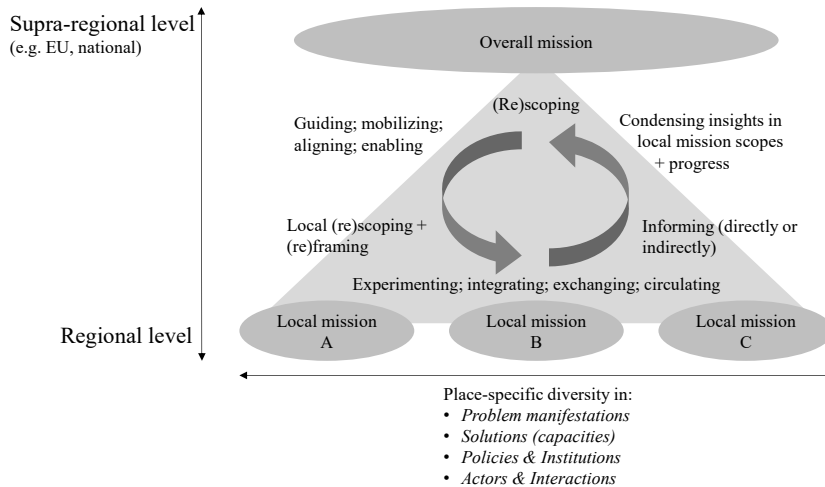 Supra-regional level
(e.g. EU, national)
Overall mission
(Re)scoping
Guiding; mobilizing;
aligning; enabling
Condensing insights in
local mission scopes
+ progress
Local (re)scoping +
(re)framing
Informing (directly or
indirectly)
Experimenting; integrating; exchanging; circulating
Regional level
Local mission
A
Local mission
B
Local mission
C
Place-specific diversity in:
• Problem manifestations
• Solutions (capacities)
• Policies & Institutions
• Actors & Interactions